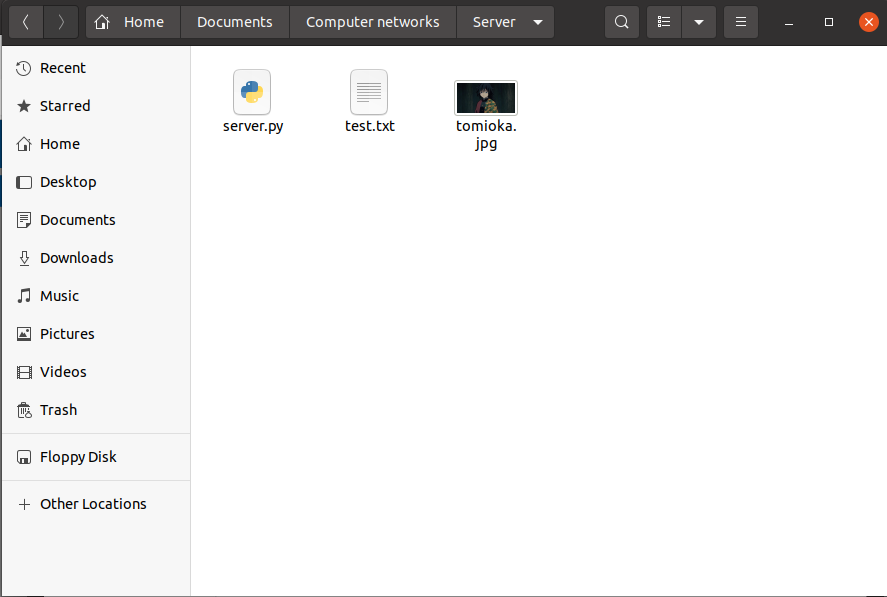 Home Documents Computer networks Server
Recent
Starred
Home
Desktop
Documents
Downloads
Music
Pictures
Videos
Trash
Floppy Disk
Other Locations
server.py test.txt tomioka.
jpg